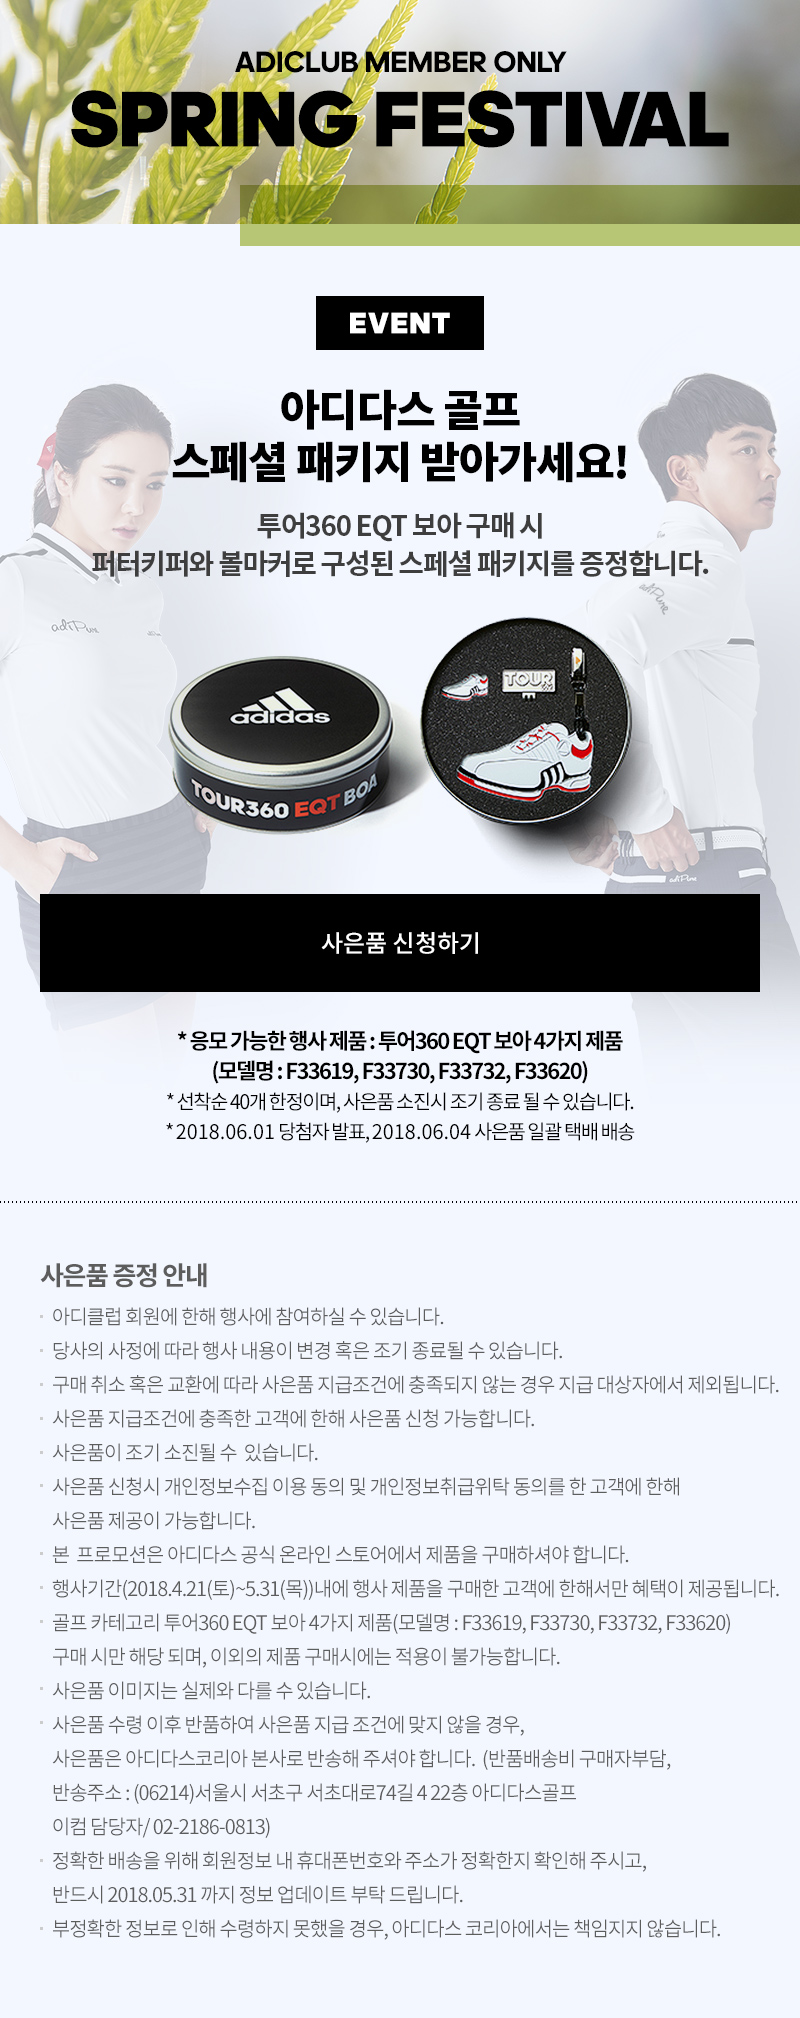 ADICLUB MEMBER ONLY
SPRING FESTIVAL
EVENT
아디다스 골프
스페셜 패키지 받아가세요!
투어360 EQT 보아 구매 시
퍼터키퍼와 볼마커로 구성된 스페셜 패키지를 증정합니다.
adiPure
adiPure
TOUR
adidas
TOUR360 EQT BOA
adiPure
사은품 신청하기
* 응모 가능한 행사 제품 : 투어360 EQT 보아 4가지 제품
(모델명 : F33619, F33730, F33732, F33620)
* 선착순 40개 한정이며, 사은품 소진시 조기 종료 될 수 있습니다.
* 2018.06.01 당첨자 발표, 2018.06.04 사은품 일괄 택배 배송
사은품 증정 안내
· 아디클럽 회원에 한해 행사에 참여하실 수 있습니다.
· 당사의 사정에 따라 행사 내용이 변경 혹은 조기 종료될 수 있습니다.
· 구매 취소 혹은 교환에 따라 사은품 지급조건에 충족되지 않는 경우 지급 대상자에서 제외됩니다.
· 사은품 지급조건에 충족한 고객에 한해 사은품 신청 가능합니다.
· 사은품이 조기 소진될 수 있습니다.
· 사은품 신청시 개인정보수집 이용 동의 및 개인정보취급위탁 동의를 한 고객에 한해
사은품 제공이 가능합니다.
· 본 프로모션은 아디다스 공식 온라인 스토어에서 제품을 구매하셔야 합니다.
· 행사기간(2018.4.21(토)~5.31(목))내에 행사 제품을 구매한 고객에 한해서만 혜택이 제공됩니다.
· 골프 카테고리 투어360 EQT 보아 4가지 제품(모델명 : F33619, F33730, F33732, F33620)
구매 시만 해당 되며, 이외의 제품 구매시에는 적용이 불가능합니다.
· 사은품 이미지는 실제와 다를 수 있습니다.
· 사은품 수령 이후 반품하여 사은품 지급 조건에 맞지 않을 경우,
사은품은 아디다스코리아 본사로 반송해 주셔야 합니다. (반품배송비 구매자부담,
반송주소 : (06214)서울시 서초구 서초대로74길 4 22층 아디다스골프
이컴 담당자/ 02-2186-0813)
· 정확한 배송을 위해 회원정보 내 휴대폰번호와 주소가 정확한지 확인해 주시고,
반드시 2018.05.31 까지 정보 업데이트 부탁 드립니다.
· 부정확한 정보로 인해 수령하지 못했을 경우, 아디다스 코리아에서는 책임지지 않습니다.